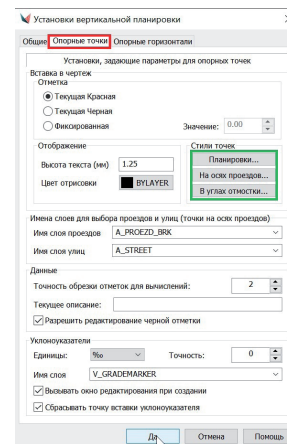 Установки вертикальной планировки
Общие Опорные точки Опорные горизонтали
Установки, задающие параметры для опорных точек
Вставка в чертеж
Отметка
Текущая Красная
Текущая Черная
Фиксированная Значение: 0.00
Отображение Стили точек
Высота текста (мм) 1.25 Планировки...
На осях проездов...
Цвет отрисовки BYLAYER В углах отмостки...
Имена слоев для выбора проездов и улиц (точки на осях проездов)
Имя слоя проездов A_PROEZD_BRK
Имя слоя улиц A_STREET
Данные
Точность обрезки отметок для вычислений: 2
Текущее описание:
Разрешить редактирование черной отметки
Уклоноуказатели
Единицы: ‰ Точность: 0
Имя слоя V_GRADEMARKER
Вызывать окно редактирования при создании
Сбрасывать точку вставки уклоноуказателя
Да Отмена Помощь